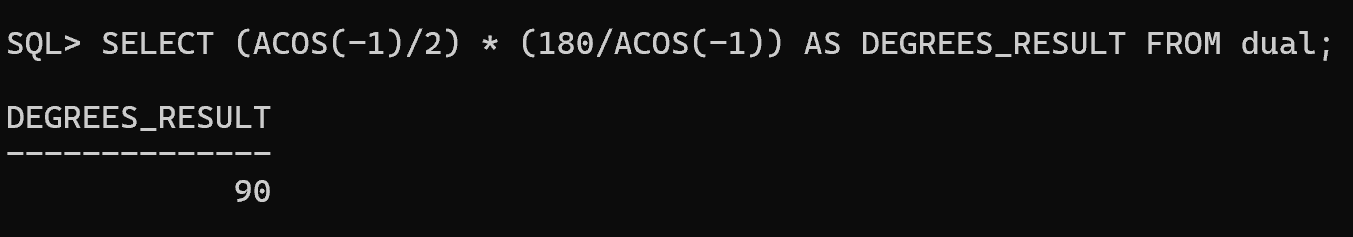 SQL> SELECT (ACOS(-1)/2) * (180/ACOS(-1)) AS DEGREES_RESULT FROM dual;
DEGREES_RESULT
--------------
90